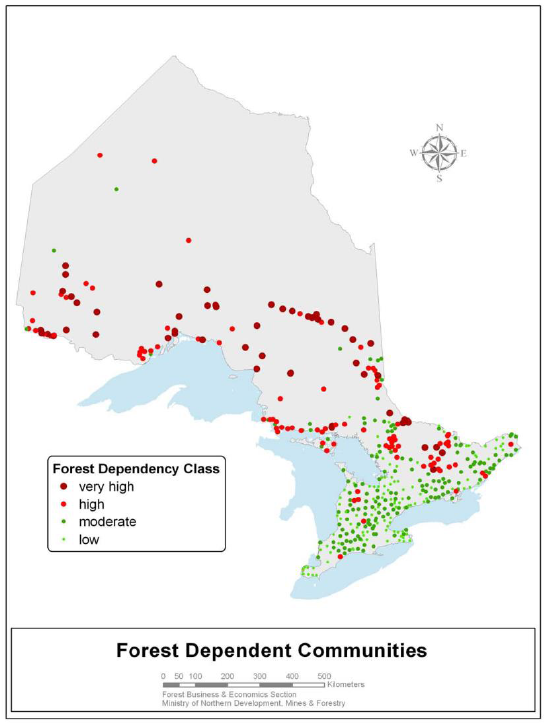 N
W E
S
Forest Dependency Class
very high
high
moderate
low
Forest Dependent Communities
0 50 100 200 300 400 500
Kilometers
Forest Business & Economics Section
Ministry of Northern Development, Mines & Forestry